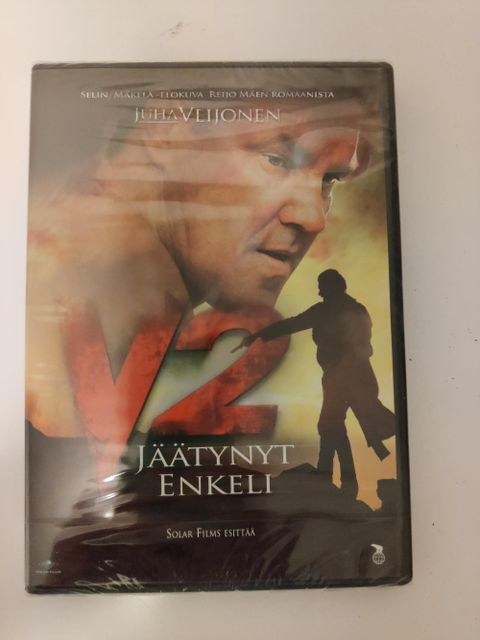 SELIN/MÄKELÄ -ELOKUVA REIJO MÄEN ROMAANISTA
JUHA VEIJONEN
V2
JÄÄTYNYT
ENKELI
SOLAR FILMS ESITTÄÄ